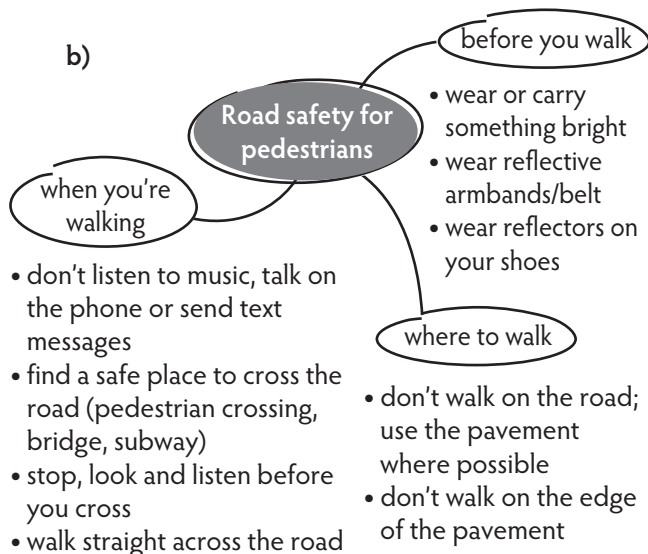 b)
Road safety for
pedestrians
before you walk
• wear or carry
something bright
• wear reflective
armbands/belt
• wear reflectors on
your shoes
when you're
walking
• don't listen to music, talk on
the phone or send text
messages
• find a safe place to cross the
road (pedestrian crossing,
bridge, subway)
• stop, look and listen before
you cross
• walk straight across the road
where to walk
• don't walk on the road;
use the pavement
where possible
• don't walk on the edge
of the pavement